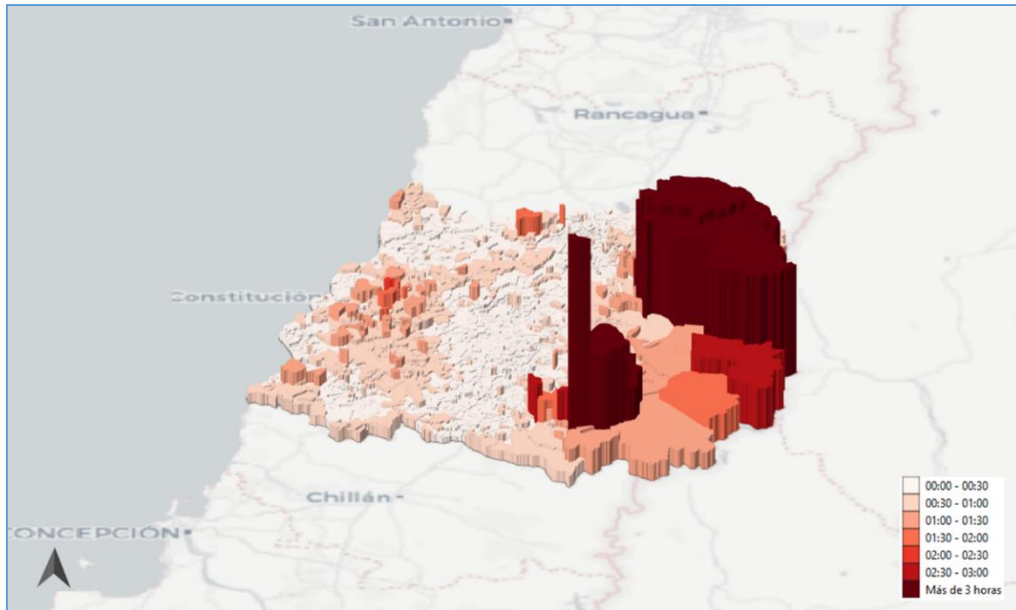 San Antonio
Rancagua
Constitución
Chillán
CONCEPCIÓN
00:00 - 00:30
00:30 - 01:00
01:00 - 01:30
01:30 - 02:00
02:00 - 02:30
02:30 - 03:00
Más de 3 horas